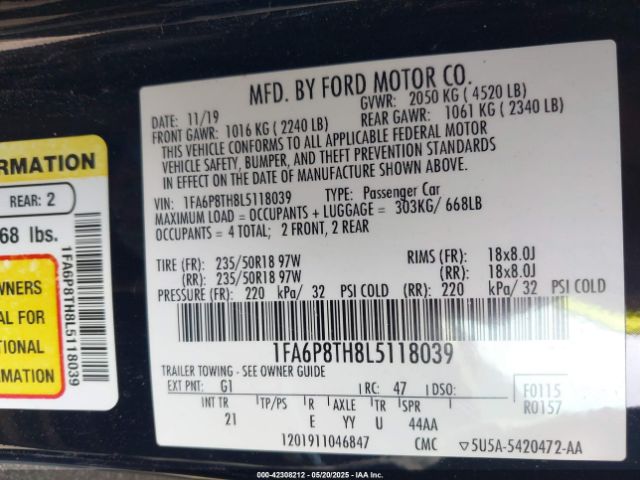 MFD. BY FORD MOTOR CO.
DATE: 11/19 GVWR: 2050 KG ( 4520 LB)
FRONT GAWR: 1016 KG ( 2240 LB) REAR GAWR: 1061 KG ( 2340 LB)
THIS VEHICLE CONFORMS TO ALL APPLICABLE FEDERAL MOTOR
VEHICLE SAFETY, BUMPER, AND THEFT PREVENTION STANDARDS
IN EFFECT ON THE DATE OF MANUFACTURE SHOWN ABOVE.
VIN: 1FA6P8TH8L5118039 TYPE: Passenger Car
MAXIMUM LOAD = OCCUPANTS + LUGGAGE = 303KG/ 668LB
OCCUPANTS = 4 TOTAL; 2 FRONT, 2 REAR
TIRE (FR): 235/50R18 97W RIMS (FR): 18x8.0J
(RR): 235/50R18 97W (RR): 18x8.0J
PRESSURE (FR): 220 kPa/ 32 PSI COLD (RR): 220 kPa/ 32 PSI COLD
1FA6P8TH8L5118039
TRAILER TOWING - SEE OWNER GUIDE
EXT PNT: G1 RC: 47 DSO: F0115
INT TR TP/PS R AXLE TR SPR R0157
21 E YY U 44AA
1201911046847 CMC 5U5A-5420472-AA
RMATION
REAR: 2
68 lbs.
WNERS
AL FOR
TIONAL
ORMATION
1FA6P8TH8L5118039
000-42308212 - 05/20/2025 - IAA Inc.